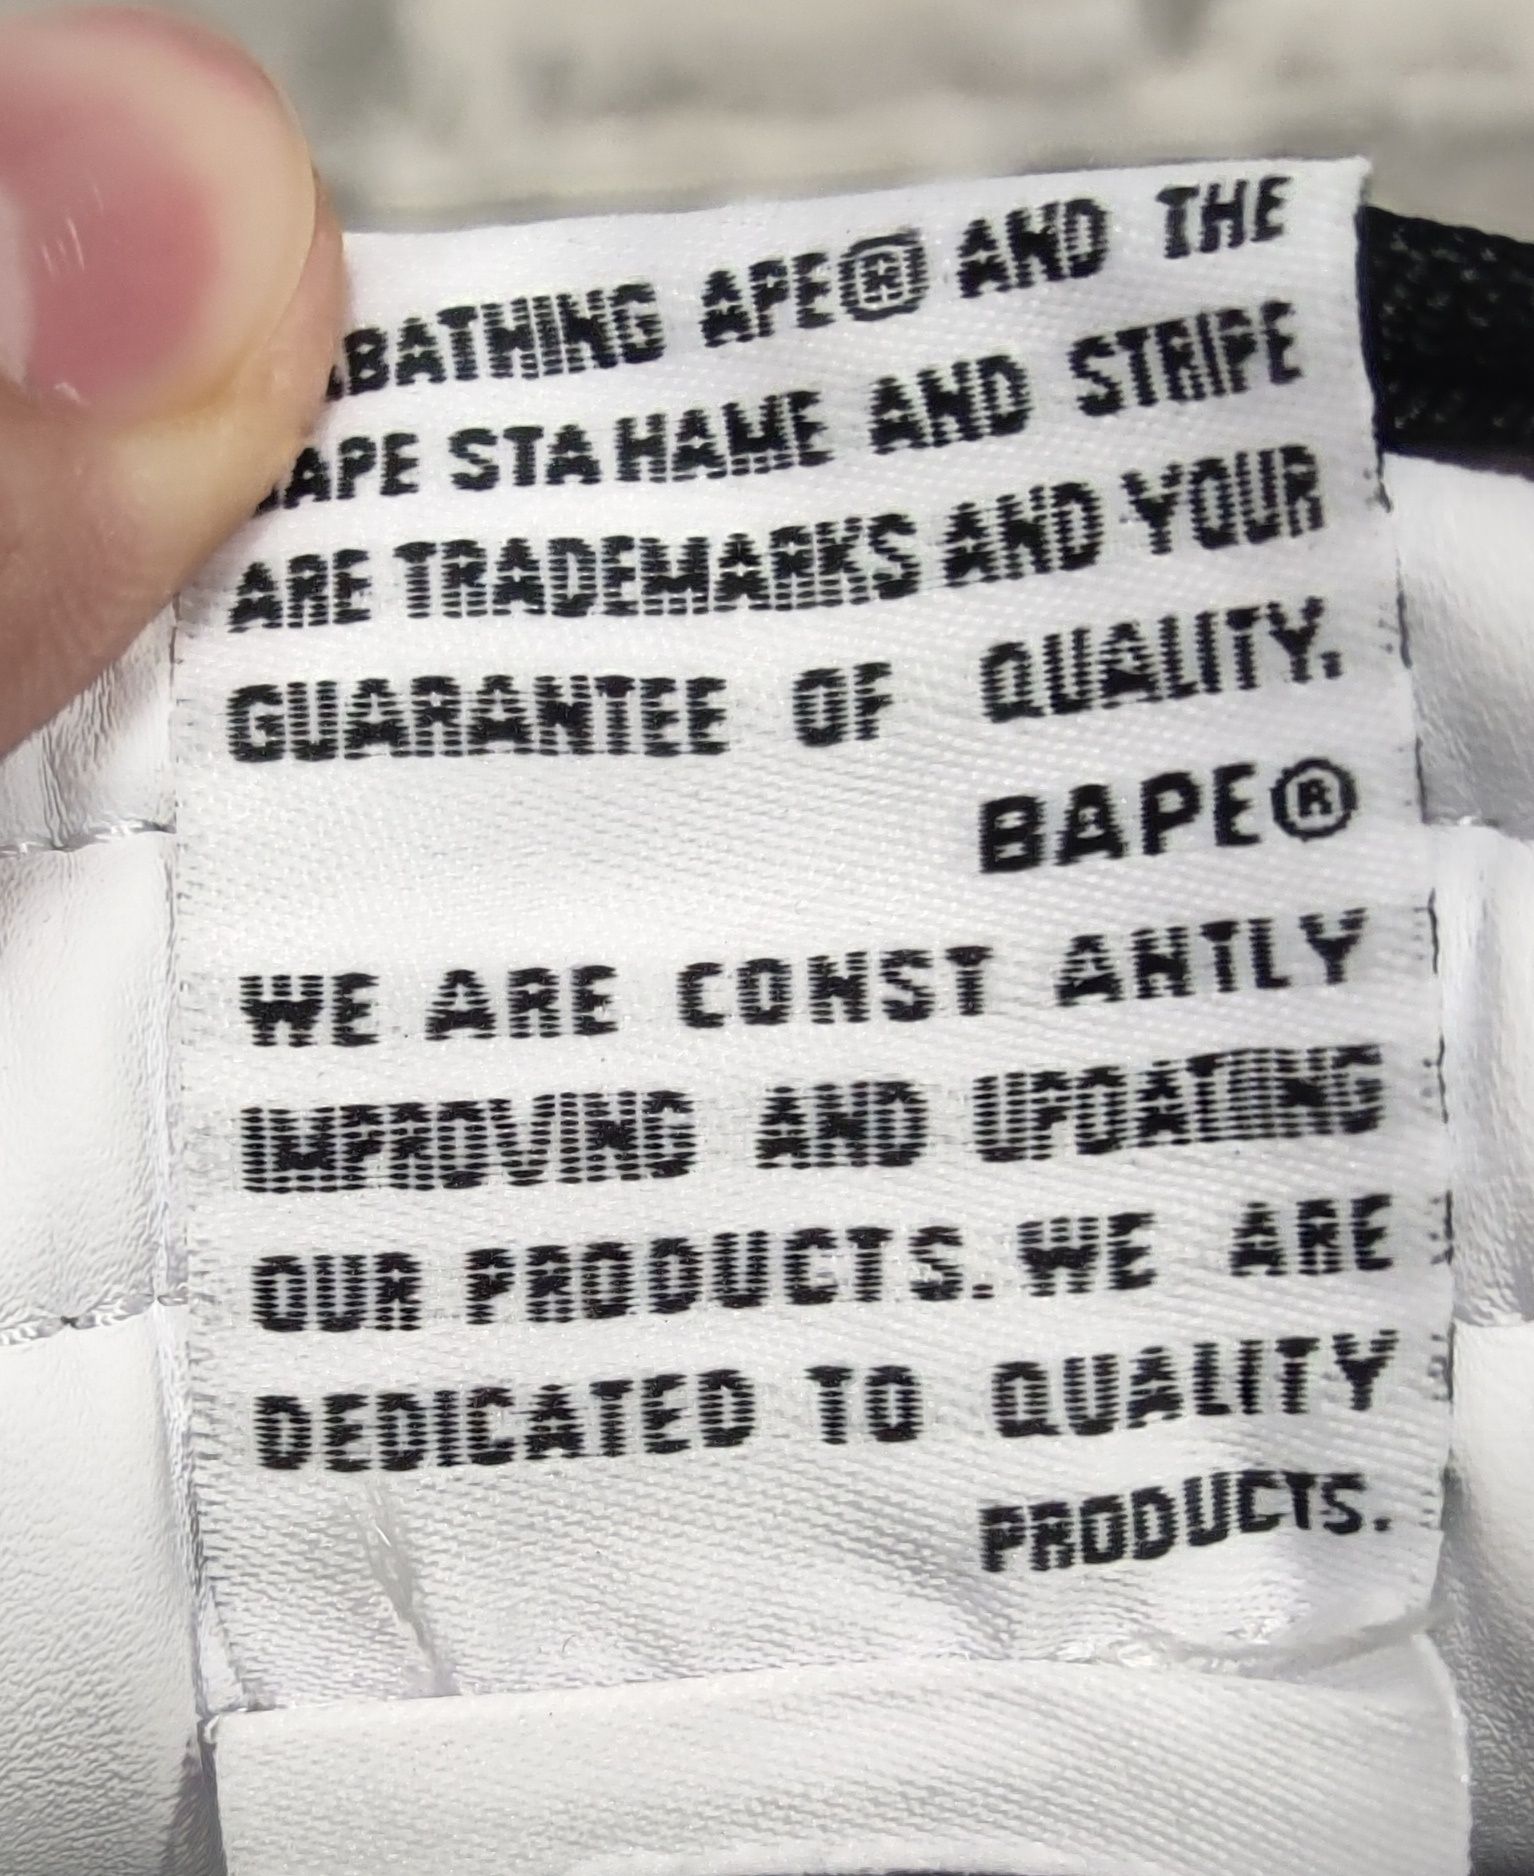 BATHING APE® AND THE
APE STA HAME AND STRIPE
ARE TRADEMARKS AND YOUR
GUARANTEE OF QUALITY.
BAPE®
WE ARE CONST ANTLY
IMPROVING AND UPDATING
OUR PRODUCTS. WE ARE
DEDICATED TO QUALITY
PRODUCTS.